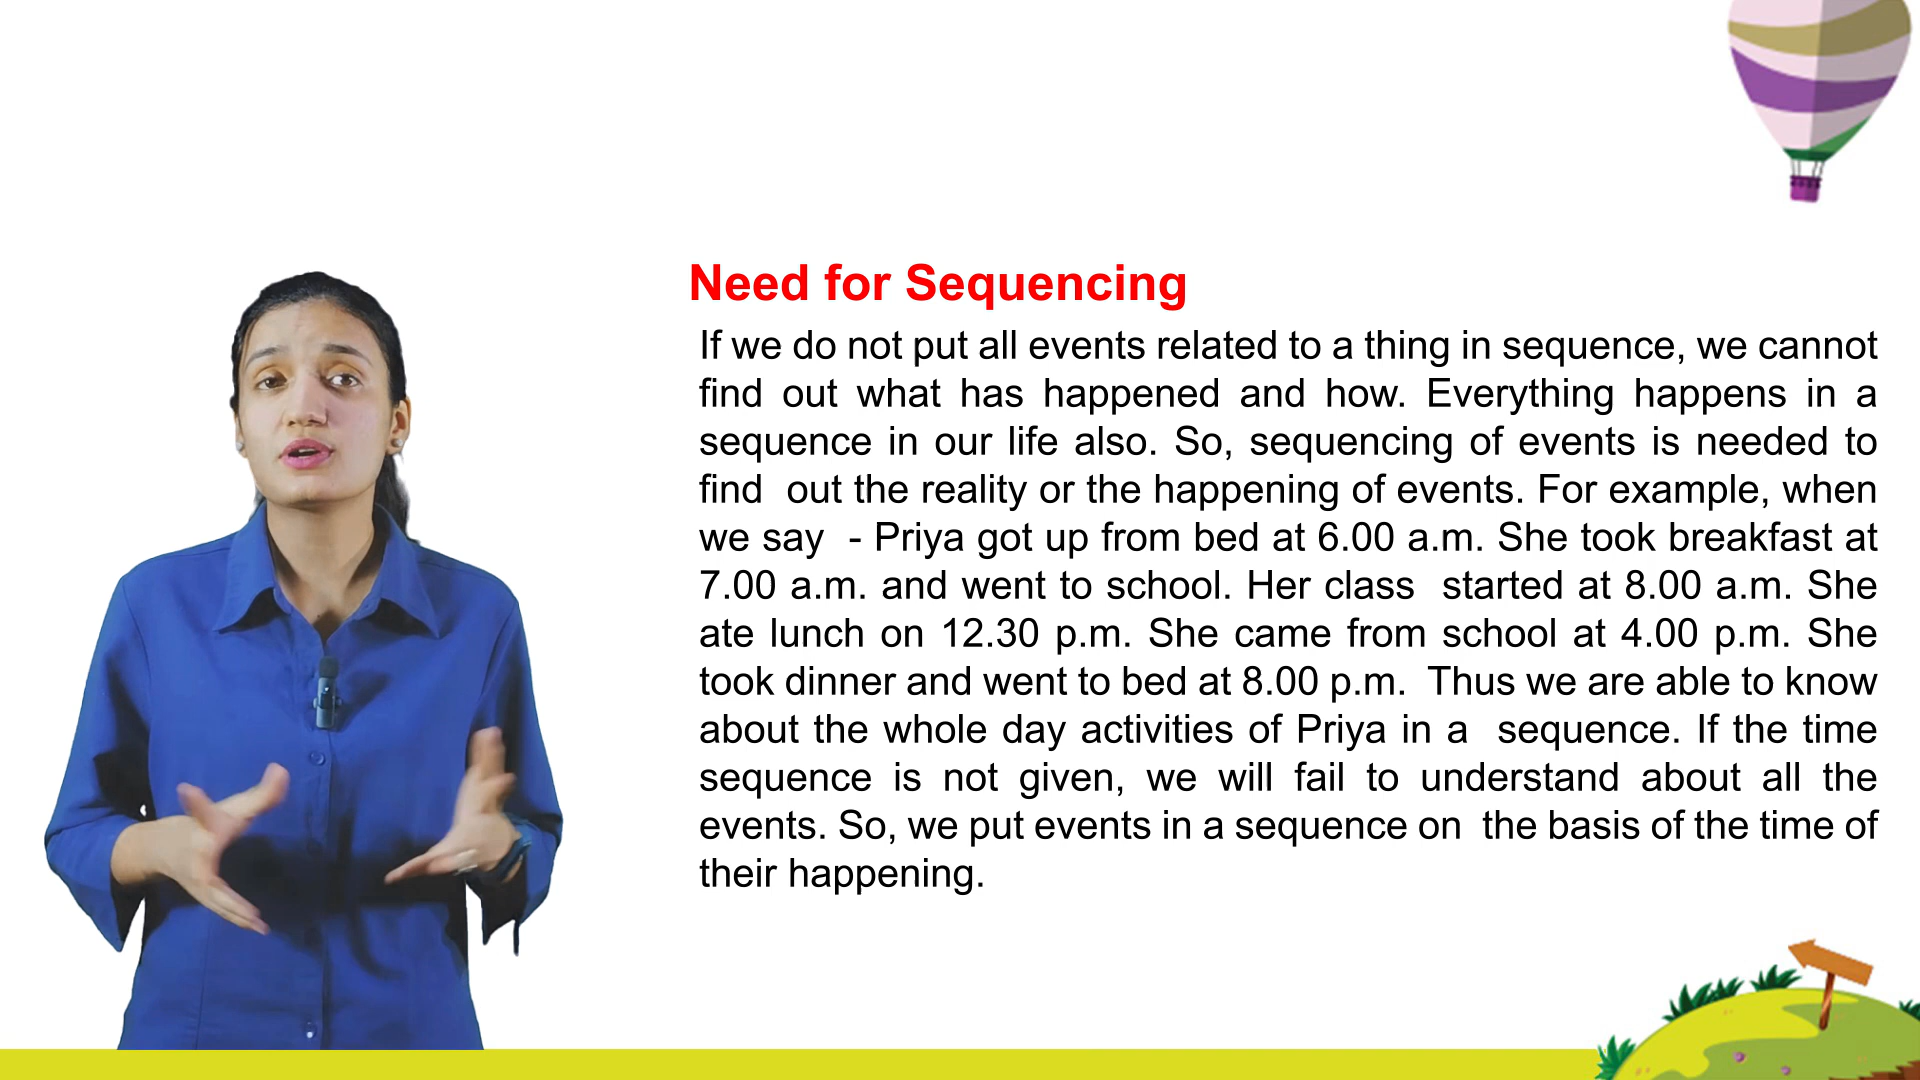 Need for Sequencing
If we do not put all events related to a thing in sequence, we cannot
find out what has happened and how. Everything happens in a
sequence in our life also. So, sequencing of events is needed to
find  out the reality or the happening of events. For example, when
we say  - Priya got up from bed at 6.00 a.m. She took breakfast at
7.00 a.m. and went to school. Her class  started at 8.00 a.m. She
ate lunch on 12.30 p.m. She came from school at 4.00 p.m. She
took dinner and went to bed at 8.00 p.m.  Thus we are able to know
about the whole day activities of Priya in a  sequence. If the time
sequence is not given, we will fail to understand about all the
events. So, we put events in a sequence on  the basis of the time of
their happening.